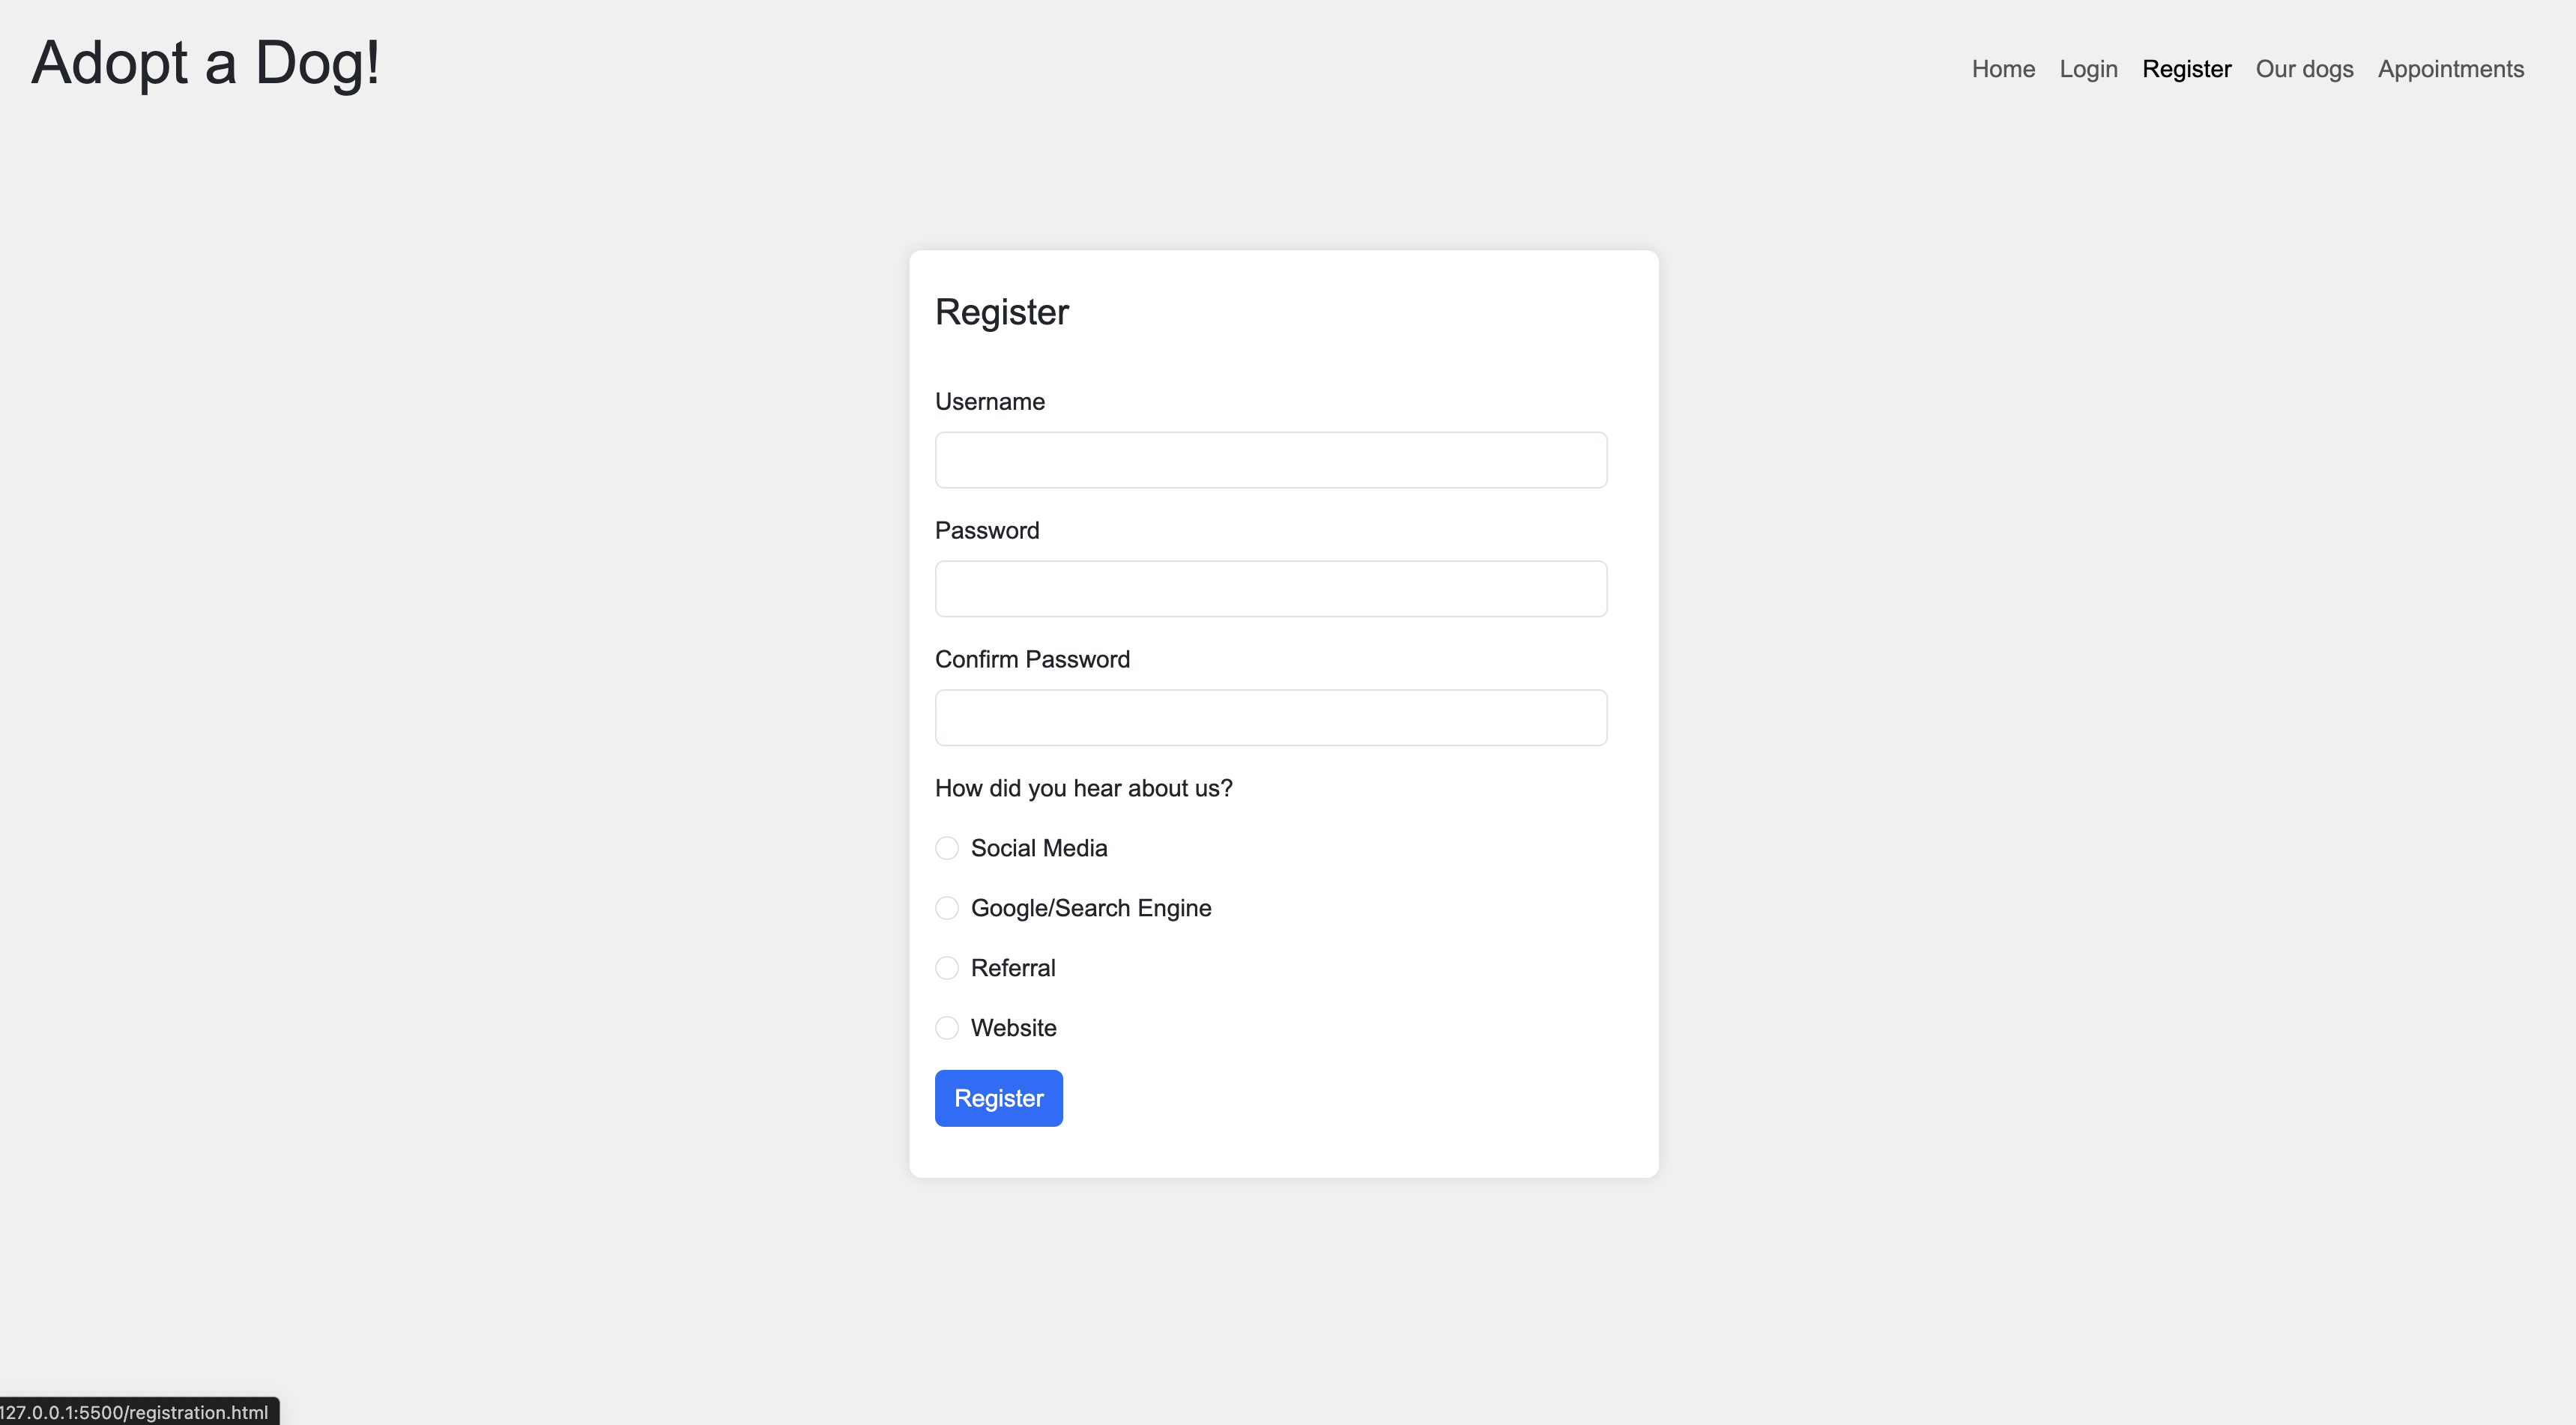 Adopt a Dog!
Home Login Register Our dogs Appointments
Register
Username
Password
Confirm Password
How did you hear about us?
Social Media
Google/Search Engine
Referral
Website
Register
127.0.0.1:5500/registration.html